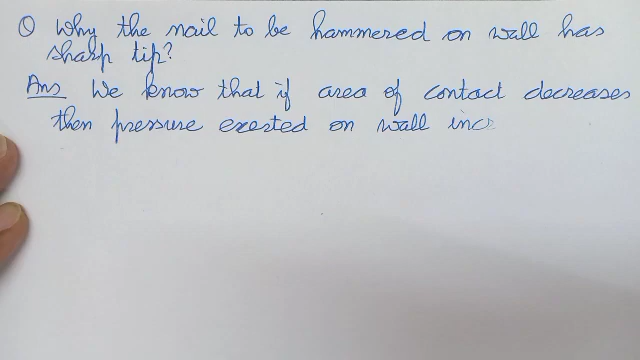 Q Why the nail to be hammered on wall has
sharp tip?
Ans We know that if area of contact decreases
then pressure exerted on wall incr